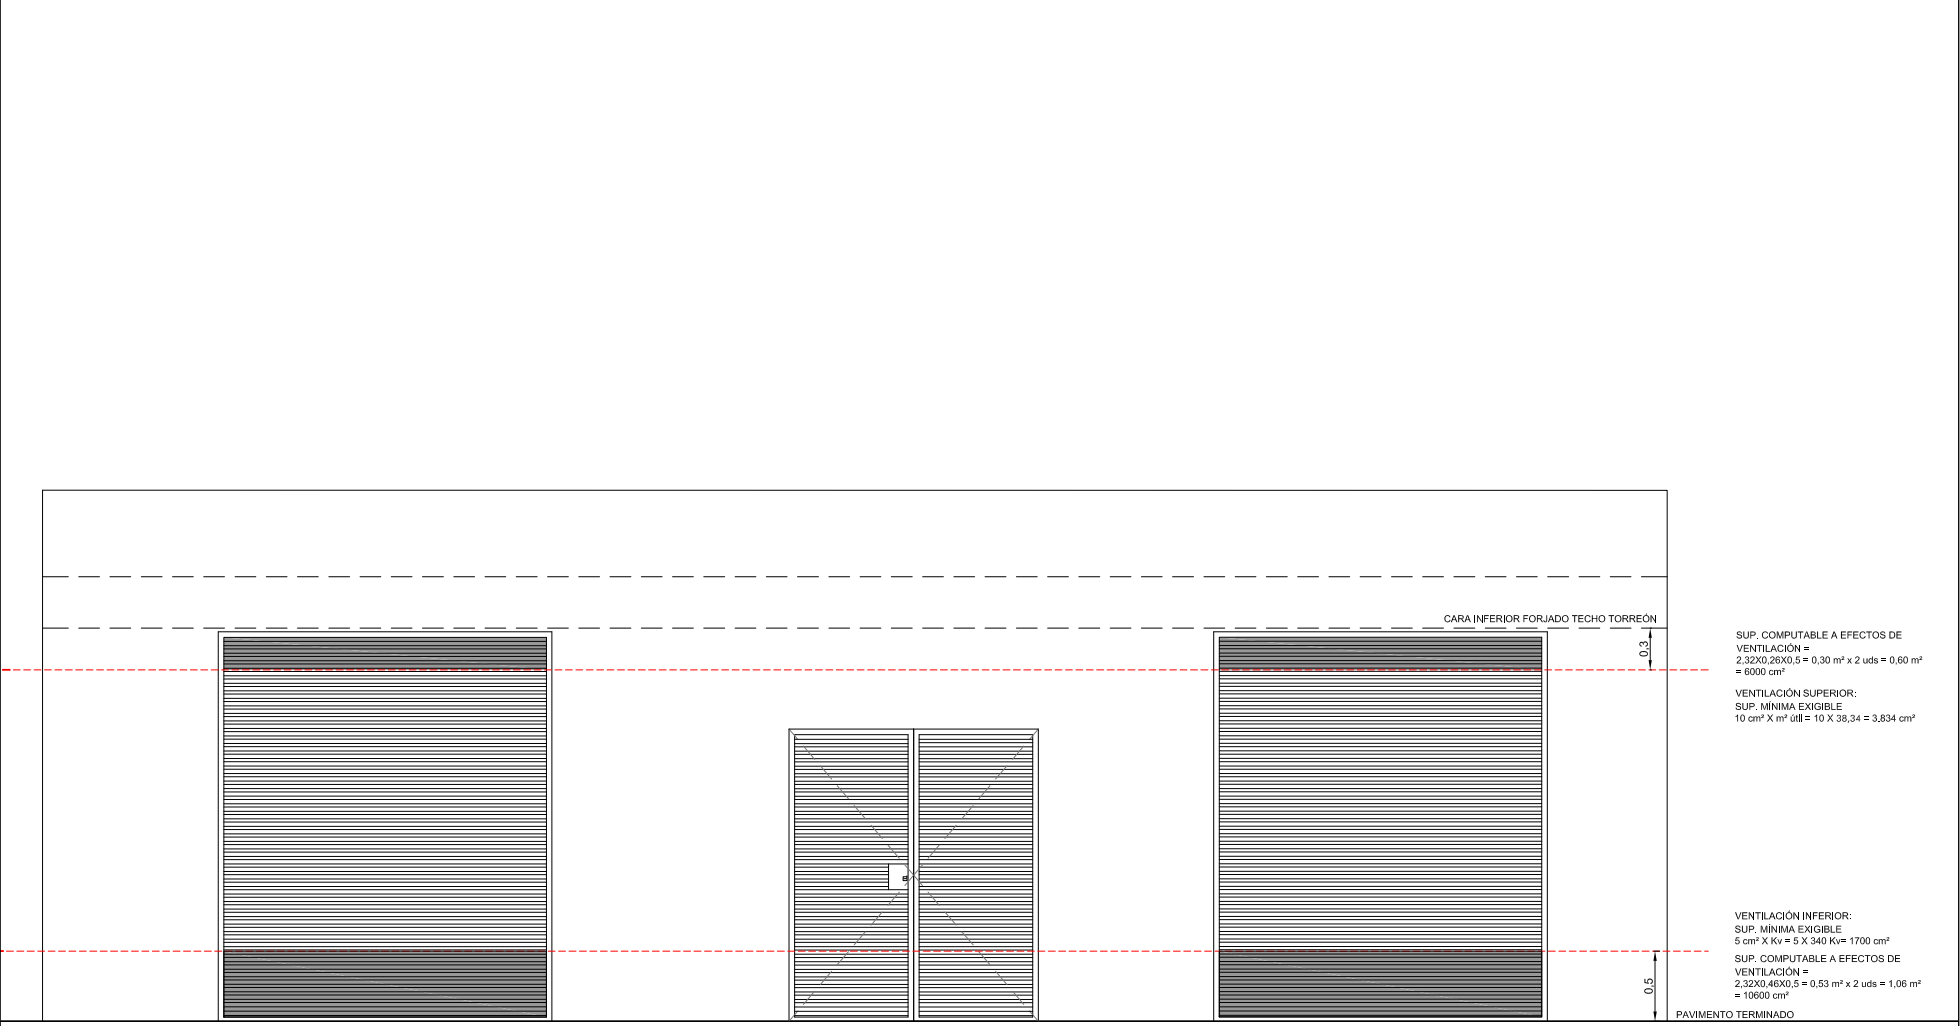 CARA INFERIOR FORJADO TECHO TORREÓN
0,3
SUP. COMPUTABLE A EFECTOS DE
VENTILACIÓN =
2,32X0,26X0,5 = 0,30 m² x 2 uds = 0,60 m²
= 6000 cm²
VENTILACIÓN SUPERIOR:
SUP. MÍNIMA EXIGIBLE
10 cm² X m² útil = 10 X 38,34 = 3.834 cm²
VENTILACIÓN INFERIOR:
SUP. MÍNIMA EXIGIBLE
5 cm² X Kv = 5 X 340 Kv= 1700 cm²
SUP. COMPUTABLE A EFECTOS DE
VENTILACIÓN =
2,32X0,46X0,5 = 0,53 m² x 2 uds = 1,06 m²
= 10600 cm²
0,5
PAVIMENTO TERMINADO